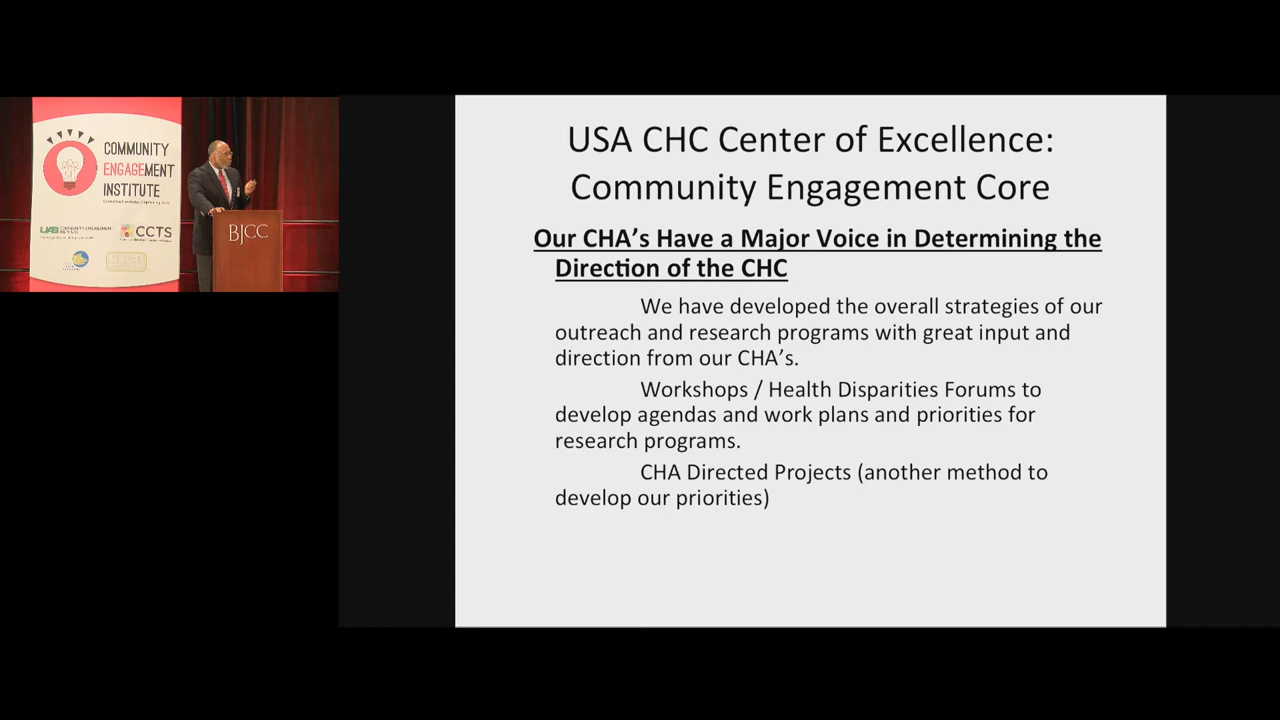 COMMUNITY
ENGAGEMENT
INSTITUTE
UAB
CCTS
BJCC
USA CHC Center of Excellence:
Community Engagement Core
Our CHA's Have a Major Voice in Determining the
Direction of the CHC
We have developed the overall strategies of our
outreach and research programs with great input and
direction from our CHA's.
Workshops / Health Disparities Forums to
develop agendas and work plans and priorities for
research programs.
CHA Directed Projects (another method to
develop our priorities)